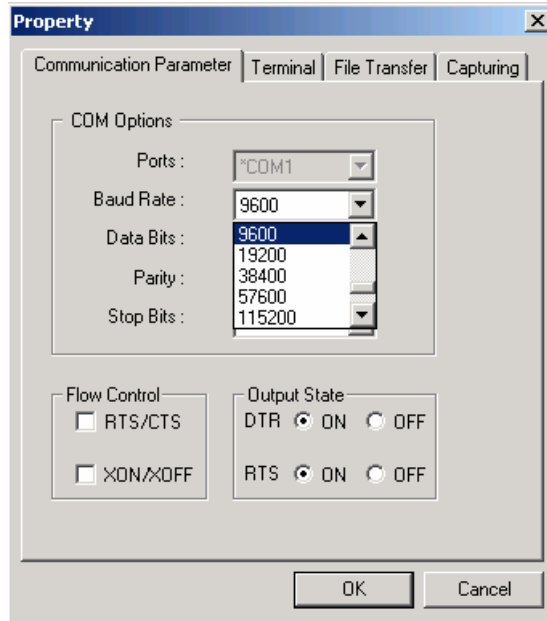 Property
Communication Parameter Terminal File Transfer Capturing
COM Options
Ports : *COM1
Baud Rate : 9600
Data Bits : 9600
19200
Parity : 38400
57600
Stop Bits : 115200
Flow Control Output State
RTS/CTS DTR ON OFF
XON/XOFF RTS ON OFF
OK Cancel